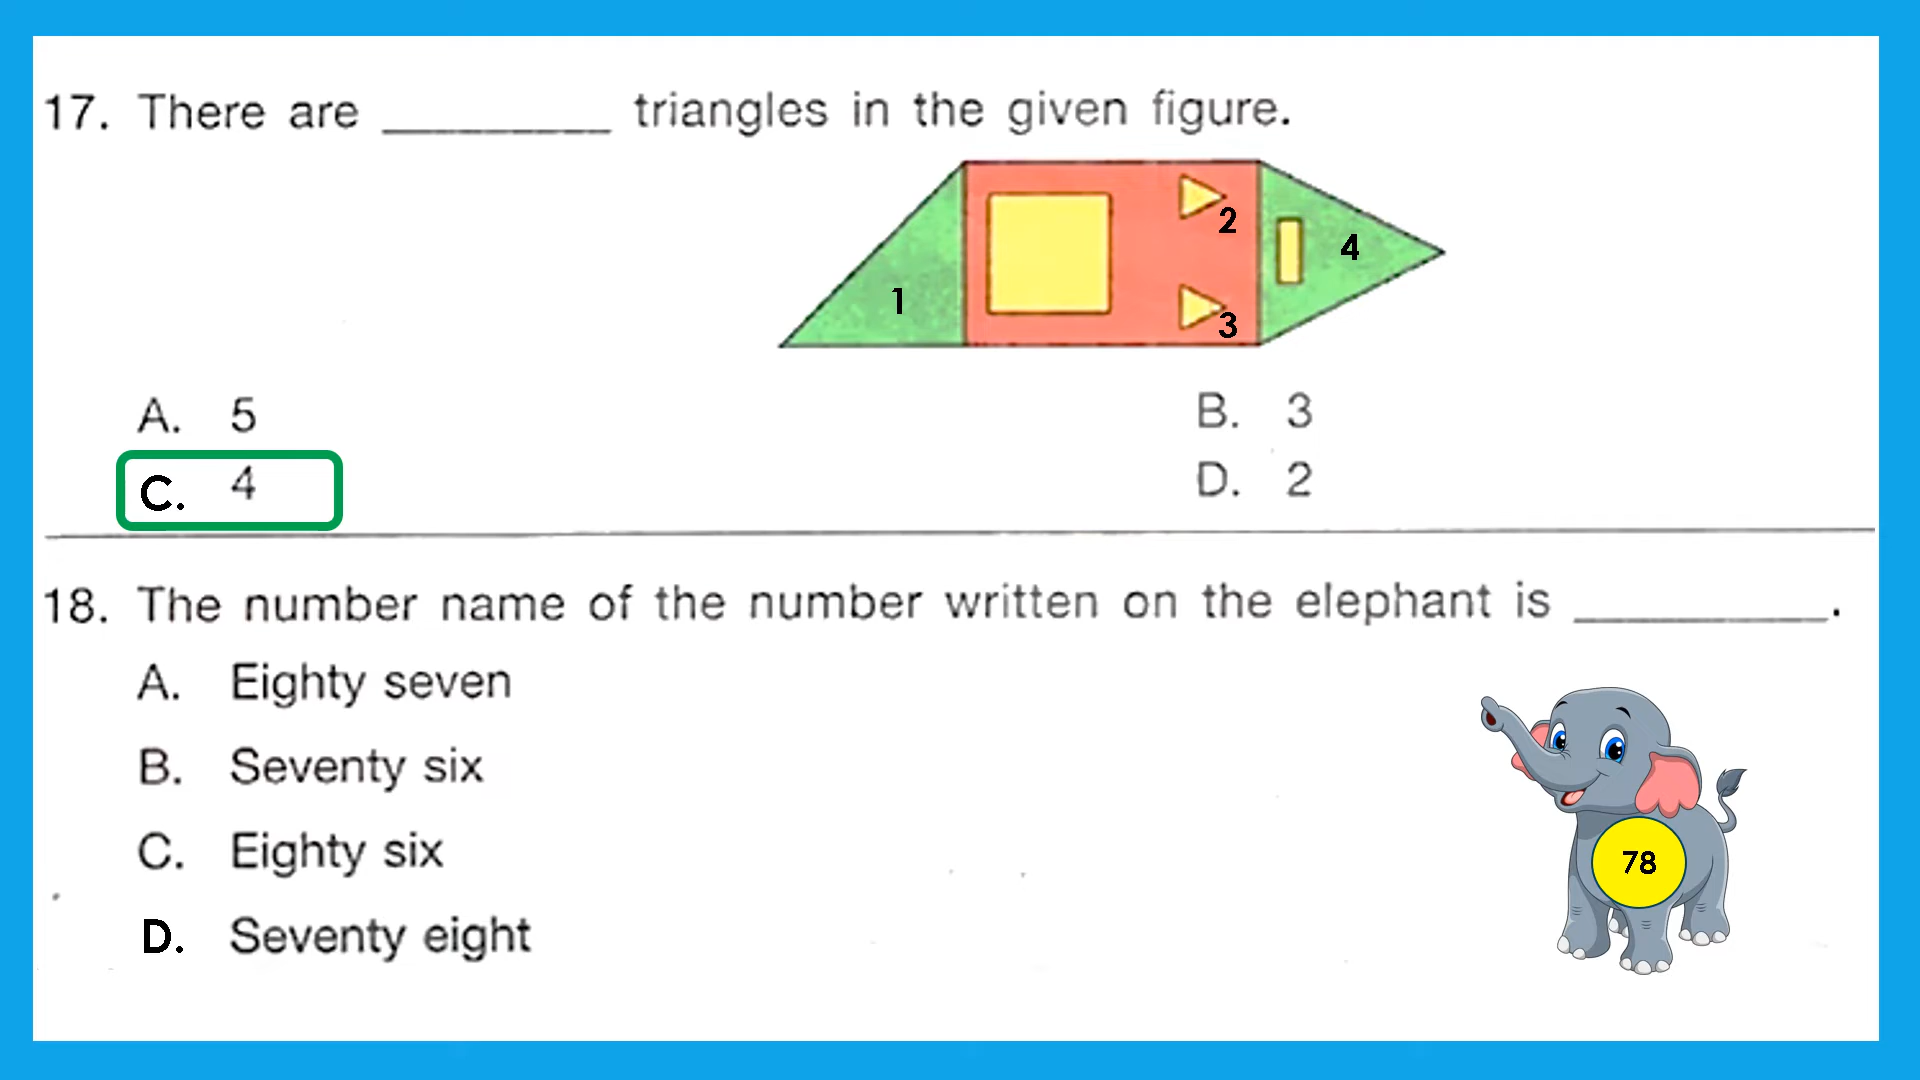 17. There are ________ triangles in the given figure.
1
2
3
4
A. 5
B. 3
C. 4
D. 2
18. The number name of the number written on the elephant is _________.
A. Eighty seven
B. Seventy six
C. Eighty six
D. Seventy eight
78